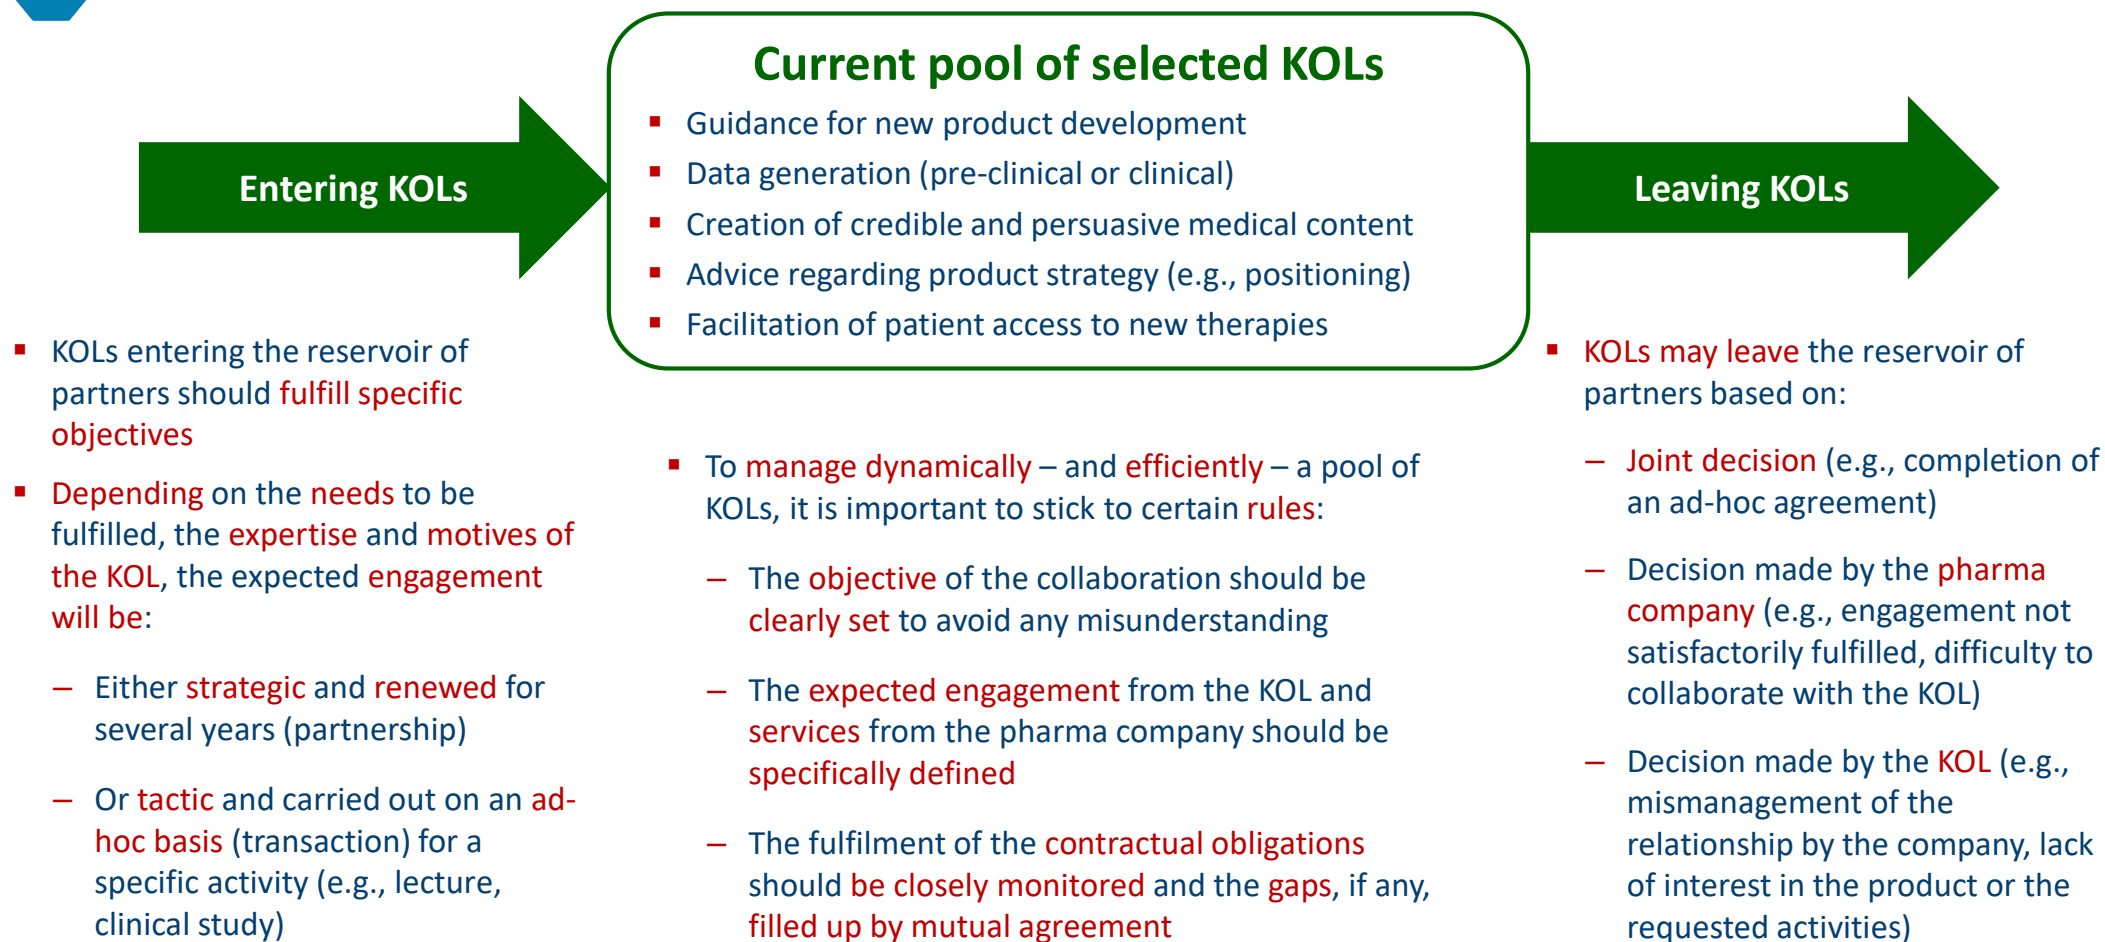 Current pool of selected KOLs
▪ Guidance for new product development
▪ Data generation (pre-clinical or clinical)
▪ Creation of credible and persuasive medical content
▪ Advice regarding product strategy (e.g., positioning)
▪ Facilitation of patient access to new therapies
Entering KOLs
Leaving KOLs
▪ KOLs entering the reservoir of
partners should fulfill specific
objectives
▪ Depending on the needs to be
fulfilled, the expertise and motives of
the KOL, the expected engagement
will be:
– Either strategic and renewed for
several years (partnership)
– Or tactic and carried out on an ad-
hoc basis (transaction) for a
specific activity (e.g., lecture,
clinical study)
▪ To manage dynamically – and efficiently – a pool of
KOLs, it is important to stick to certain rules:
– The objective of the collaboration should be
clearly set to avoid any misunderstanding
– The expected engagement from the KOL and
services from the pharma company should be
specifically defined
– The fulfilment of the contractual obligations
should be closely monitored and the gaps, if any,
filled up by mutual agreement
▪ KOLs may leave the reservoir of
partners based on:
– Joint decision (e.g., completion of
an ad-hoc agreement)
– Decision made by the pharma
company (e.g., engagement not
satisfactorily fulfilled, difficulty to
collaborate with the KOL)
– Decision made by the KOL (e.g.,
mismanagement of the
relationship by the company, lack
of interest in the product or the
requested activities)